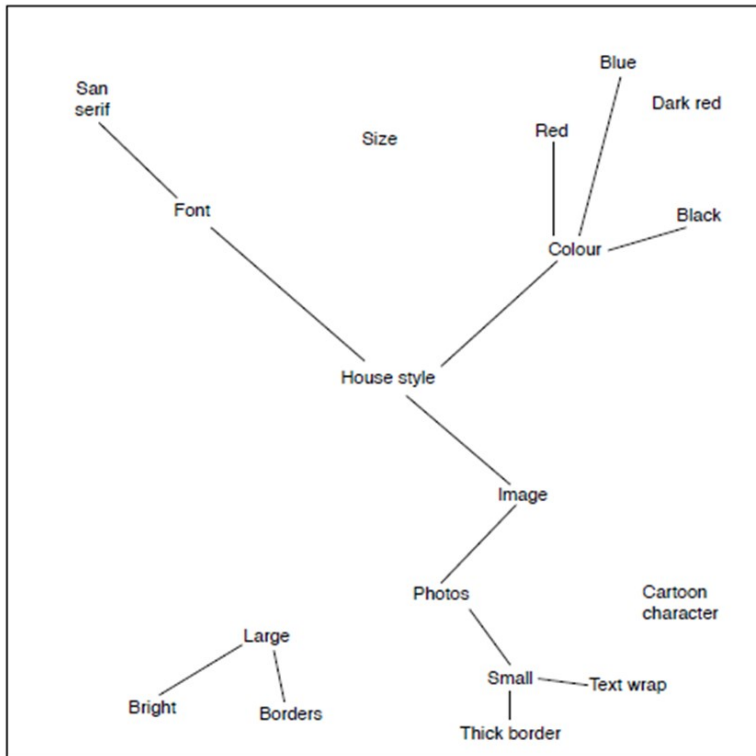 Blue
San
serif
Dark red
Red
Size
Font
Black
Colour
House style
Image
Photos
Cartoon
character
Large
Small
Text wrap
Bright
Borders
Thick border